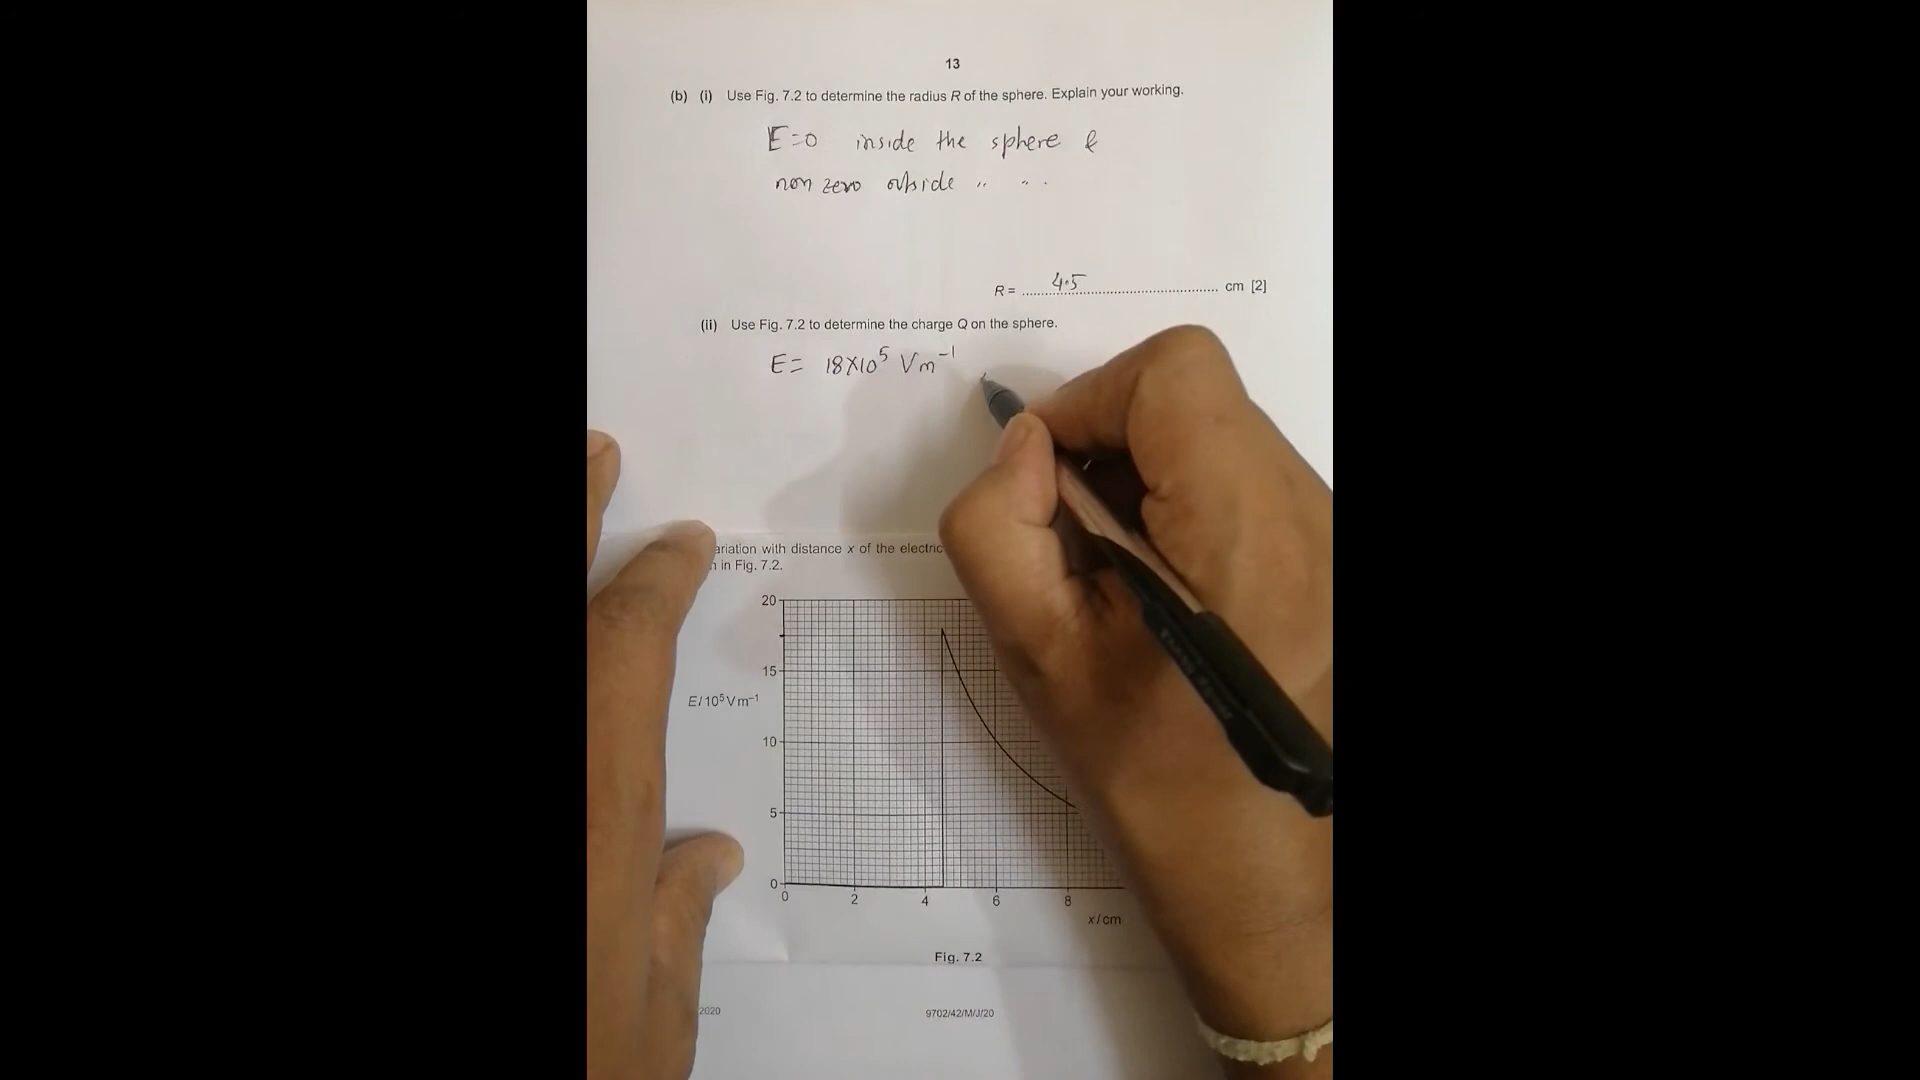 13
(b) (i) Use Fig. 7.2 to determine the radius R of the sphere. Explain your working.
E=0 inside the sphere &
non zero outside " "
R = 4.5 cm [2]
(ii) Use Fig. 7.2 to determine the charge Q on the sphere.
E = 18×10⁵ Vm⁻¹
ariation with distance x of the electric
n in Fig. 7.2.
20
15
E/10⁵Vm⁻¹
10
5
0
0 2 4 6 8
x/cm
Fig. 7.2
2020 9702/42/M/J/20